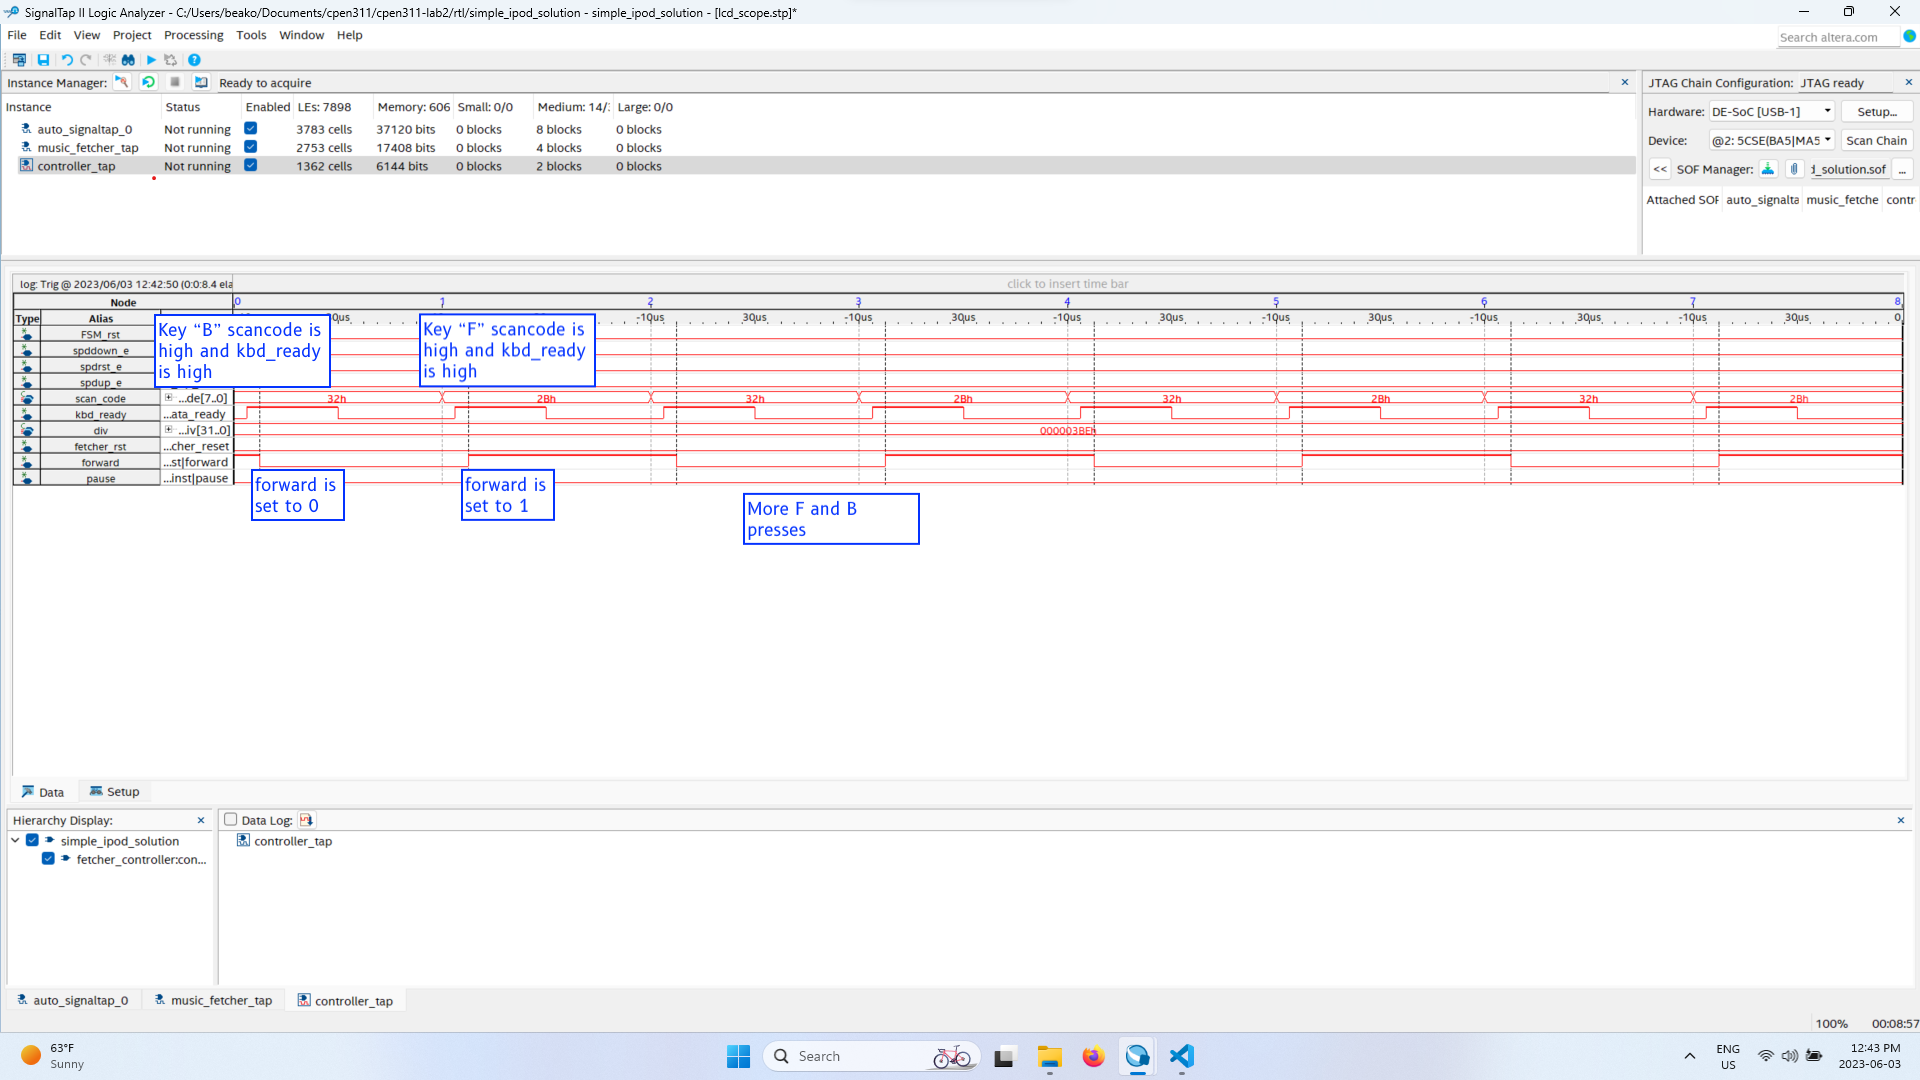 SignalTap II Logic Analyzer - C:/Users/beako/Documents/cpen311/cpen311-lab2/rtl/simple_ipod_solution - simple_ipod_solution - [lcd_scope.stp]*
File Edit View Project Processing Tools Window Help
Search altera.com
Instance Manager: Ready to acquire
Instance Status Enabled LEs: 7898 Memory: 606 Small: 0/0 Medium: 14/: Large: 0/0
auto_signaltap_0 Not running 3783 cells 37120 bits 0 blocks 8 blocks 0 blocks
music_fetcher_tap Not running 2753 cells 17408 bits 0 blocks 4 blocks 0 blocks
controller_tap Not running 1362 cells 6144 bits 0 blocks 2 blocks 0 blocks
JTAG Chain Configuration: JTAG ready
Hardware: DE-SoC [USB-1] Setup...
Device: @2: 5CSE(BA5|MA5 Scan Chain
<< SOF Manager: d_solution.sof ...
Attached SOF auto_signalta music_fetche contr
log: Trig @ 2023/06/03 12:42:50 (0:0:8.4 ela
click to insert time bar
Node 0 1 2 3 4 5 6 7 8
Type Alias 0us -10us 30us -10us 30us -10us 30us -10us 30us -10us 30us -10us 30us 0
Key “B” scancode is
high and kbd_ready
is high
Key “F” scancode is
high and kbd_ready
is high
FSM_rst
spddown_e
spdrst_e
spdup_e
scan_code ...de[7..0] 32h 2Bh 32h 2Bh 32h 2Bh 32h 2Bh
kbd_ready ...ata_ready
div ...iv[31..0] 000003BEh
fetcher_rst ...cher_reset
forward ...st|forward
pause ...inst|pause
forward is
set to 0
forward is
set to 1
More F and B
presses
Data Setup
Hierarchy Display:
simple_ipod_solution
fetcher_controller:con...
Data Log:
controller_tap
auto_signaltap_0 music_fetcher_tap controller_tap
100% 00:08:57
63°F
Sunny
Search
ENG
US
12:43 PM
2023-06-03